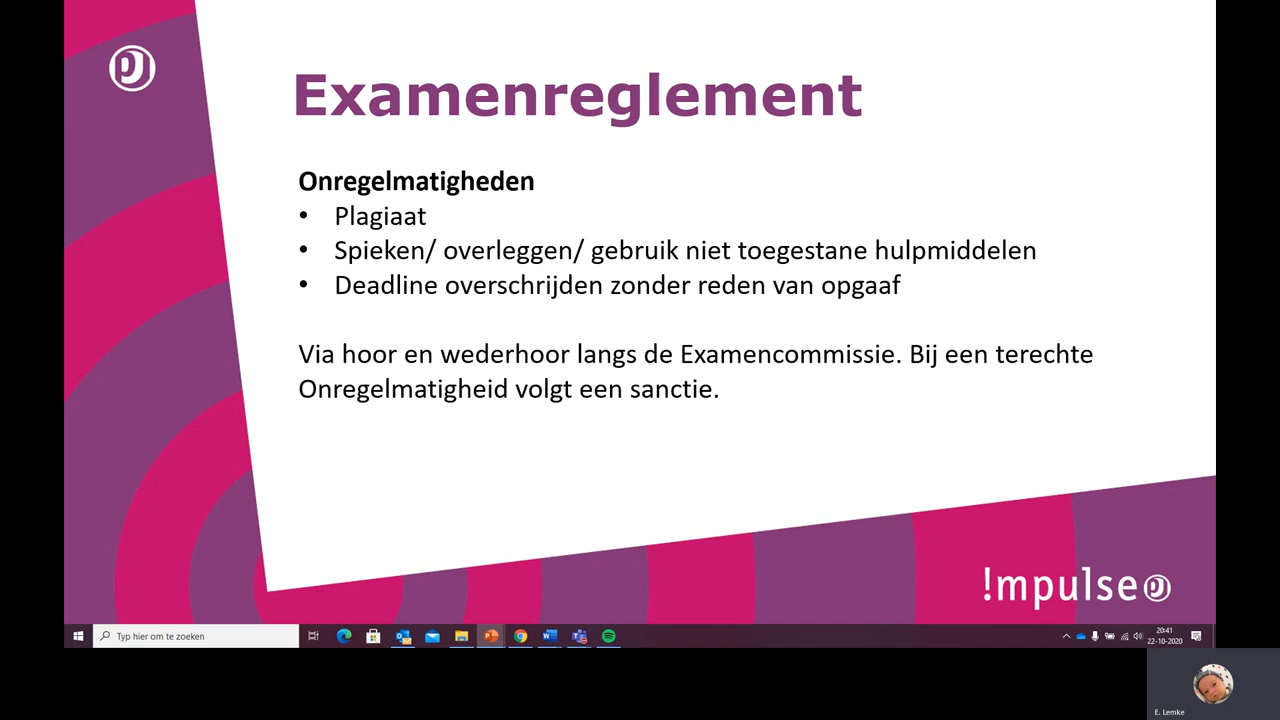 Examenreglement
Onregelmatigheden
• Plagiaat
• Spieken/ overleggen/ gebruik niet toegestane hulpmiddelen
• Deadline overschrijden zonder reden van opgaaf
Via hoor en wederhoor langs de Examencommissie. Bij een terechte
Onregelmatigheid volgt een sanctie.
!mpulse
Typ hier om te zoeken
20:41
22-10-2020
E. Lemke